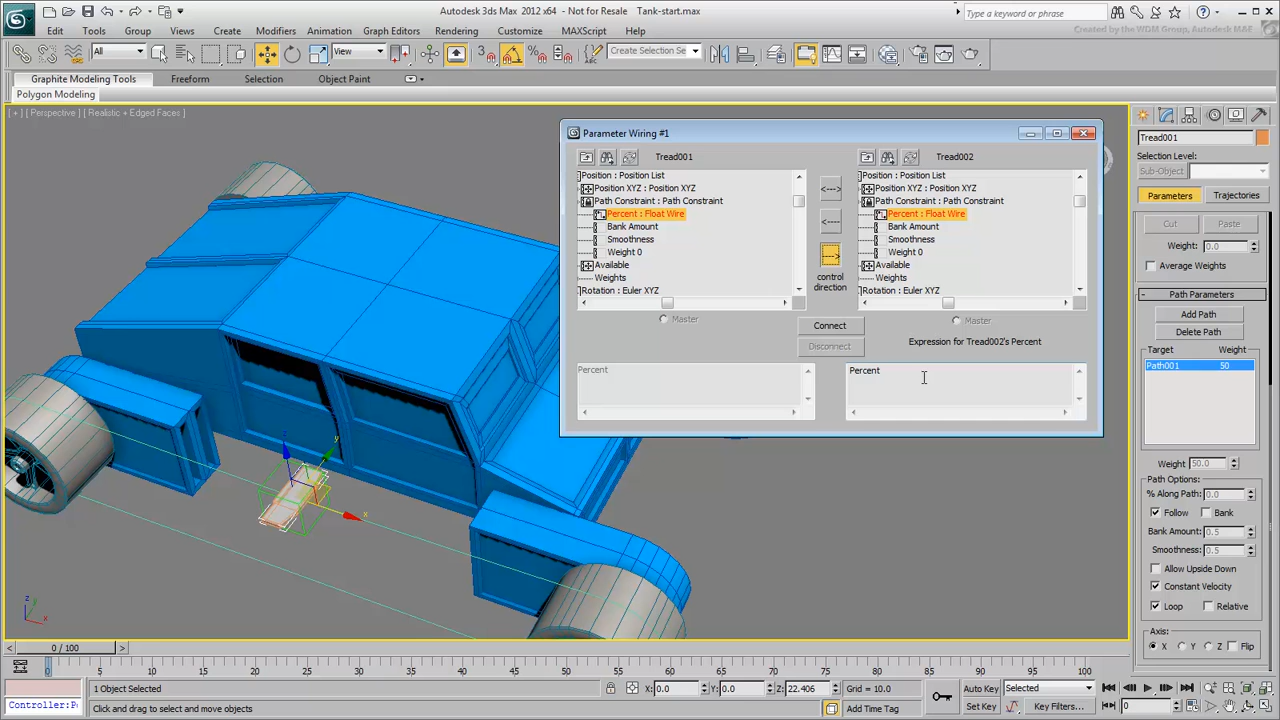 Autodesk 3ds Max 2012 x64 - Not for Resale Tank-start.max
Type a keyword or phrase
Edit Tools Group Views Create Modifiers Animation Graph Editors Rendering Customize MAXScript Help
Created by the WDM Group, Autodesk MAE
All
View
3
Create Selection Se
Graphite Modeling Tools Freeform Selection Object Paint
Polygon Modeling
[ + ] [ Perspective ] [ Realistic + Edged Faces ]
Parameter Wiring #1
Tread001 Tread002
Position : Position List
Position XYZ : Position XYZ
Path Constraint : Path Constraint
Percent : Float Wire
Bank Amount
Smoothness
Weight 0
Available
Weights
Rotation : Euler XYZ
Position : Position List
Position XYZ : Position XYZ
Path Constraint : Path Constraint
Percent : Float Wire
Bank Amount
Smoothness
Weight 0
Available
Weights
Rotation : Euler XYZ
<--->
<----
---->
control
direction
Master
Master
Connect
Disconnect
Expression for Tread002's Percent
Percent
Percent
Tread001
Selection Level:
Sub-Object
Parameters Trajectories
Cut Paste
Weight: 0.0
Average Weights
- Path Parameters
Add Path
Delete Path
Target Weight
Path001 50
Weight 50.0
Path Options:
% Along Path: 0.0
Follow Bank
Bank Amount: 0.5
Smoothness: 0.5
Allow Upside Down
Constant Velocity
Loop Relative
Axis:
X Y Z Flip
z
y
x
z
y
x
< 0 / 100 >
0 5 10 15 20 25 30 35 40 45 50 55 60 65 70 75 80 85 90 95 100
1 Object Selected
X: 0.0 Y: 0.0 Z: 22.406 Grid = 10.0
Auto Key Selected
Controller:Pe
Click and drag to select and move objects
Add Time Tag
Set Key Key Filters...
0